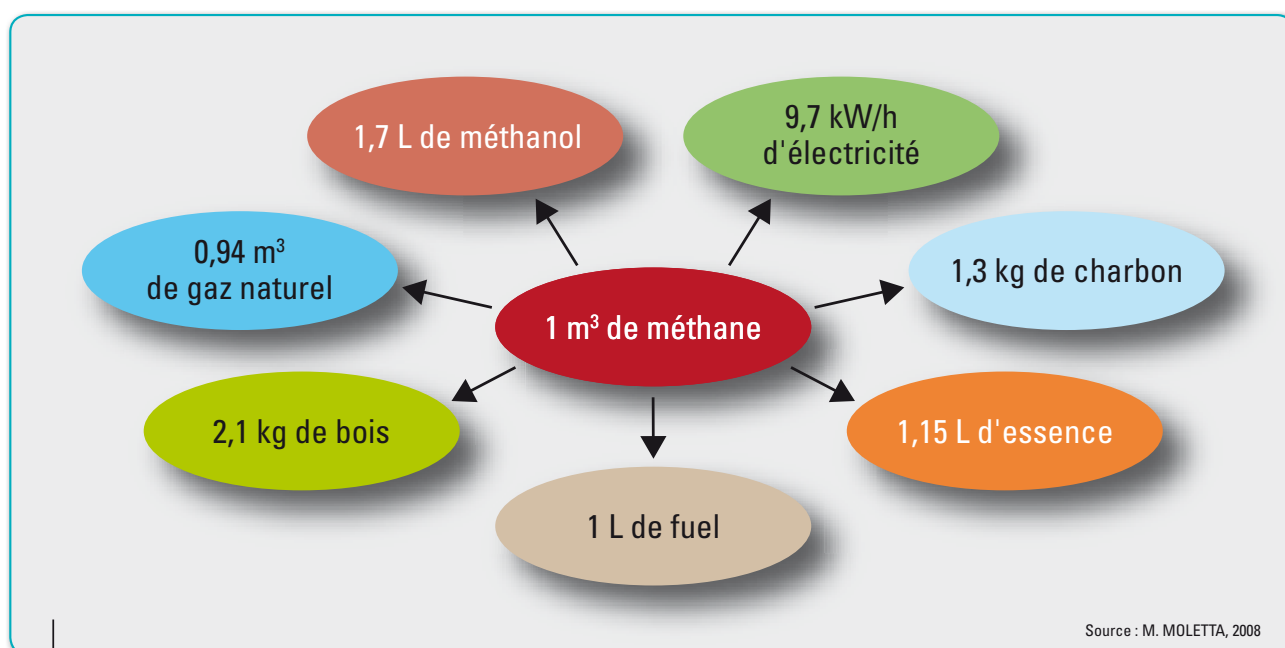 1,7 L de méthanol
9,7 kW/h
d'électricité
0,94 m³
de gaz naturel
1,3 kg de charbon
1 m³ de méthane
2,1 kg de bois
1,15 L d'essence
1 L de fuel
Source : M. MOLETTA, 2008